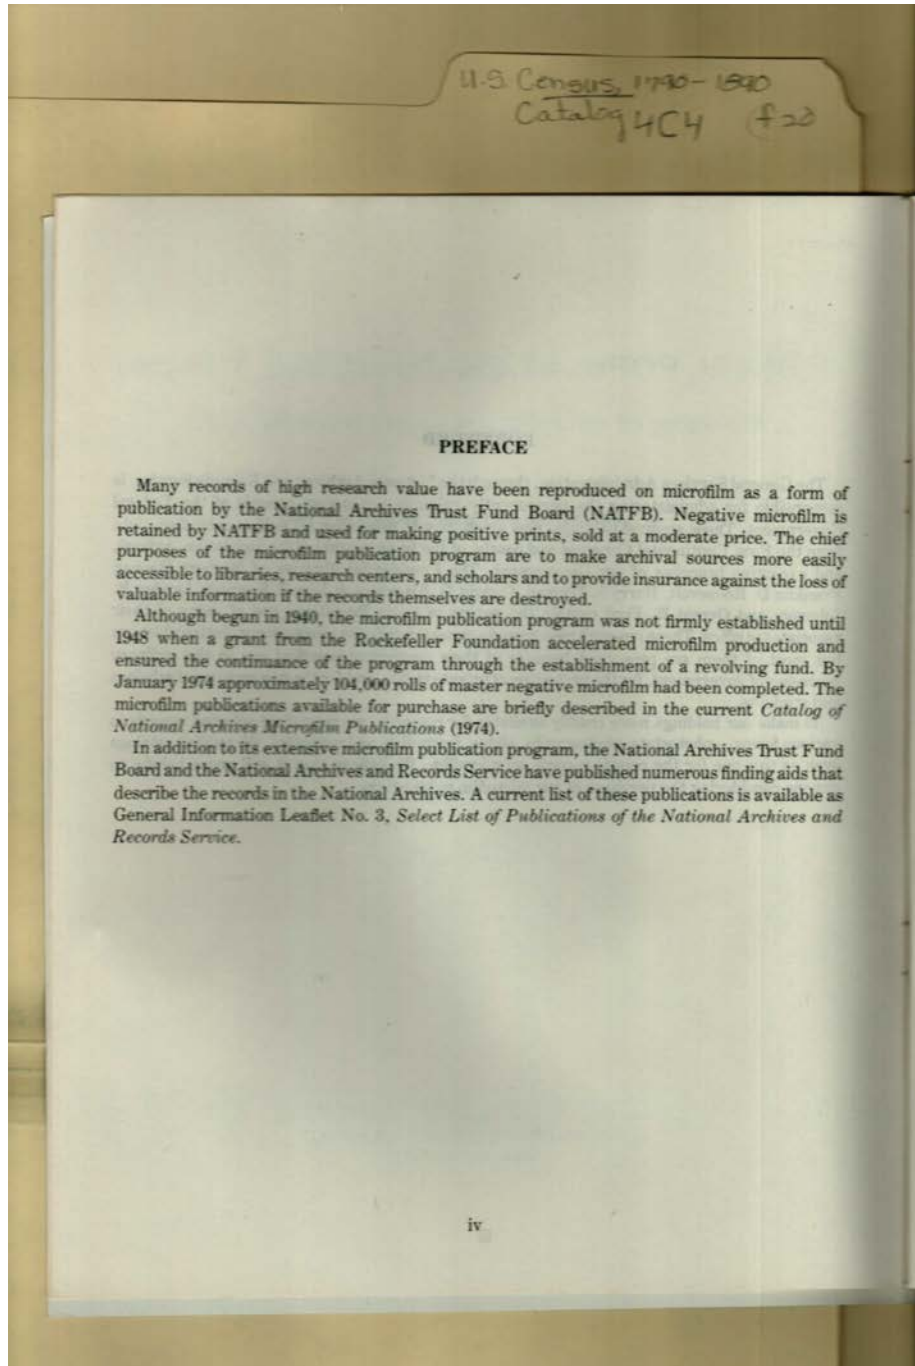 U.S. Census, 1790-1890
Catalog 4C4 (f20
PREFACE
Many records of high research value have been reproduced on microfilm as a form of
publication by the National Archives Trust Fund Board (NATFB). Negative microfilm is
retained by NATFB and used for making positive prints, sold at a moderate price. The chief
purposes of the microfilm publication program are to make archival sources more easily
accessible to libraries, research centers, and scholars and to provide insurance against the loss of
valuable information if the records themselves are destroyed.
Although begun in 1940, the microfilm publication program was not firmly established until
1948 when a grant from the Rockefeller Foundation accelerated microfilm production and
ensured the continuance of the program through the establishment of a revolving fund. By
January 1974 approximately 104,000 rolls of master negative microfilm had been completed. The
microfilm publications available for purchase are briefly described in the current Catalog of
National Archives Microfilm Publications (1974).
In addition to its extensive microfilm publication program, the National Archives Trust Fund
Board and the National Archives and Records Service have published numerous finding aids that
describe the records in the National Archives. A current list of these publications is available as
General Information Leaflet No. 3, Select List of Publications of the National Archives and
Records Service.
iv